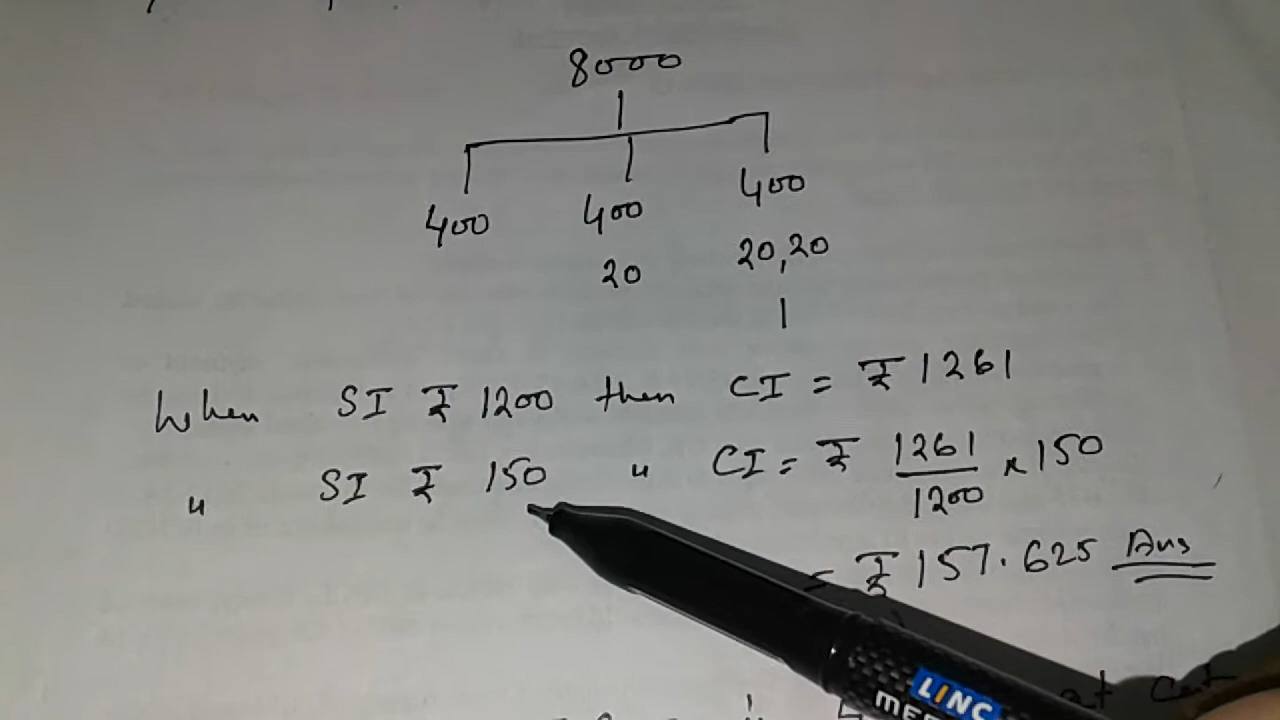 8000
400 400 400
20 20,20
1
When SI ₹ 1200 then CI = ₹ 1261
" SI ₹ 150 " CI = ₹ 1261/1200 × 150
= ₹ 157.625 Ans
LINC
at